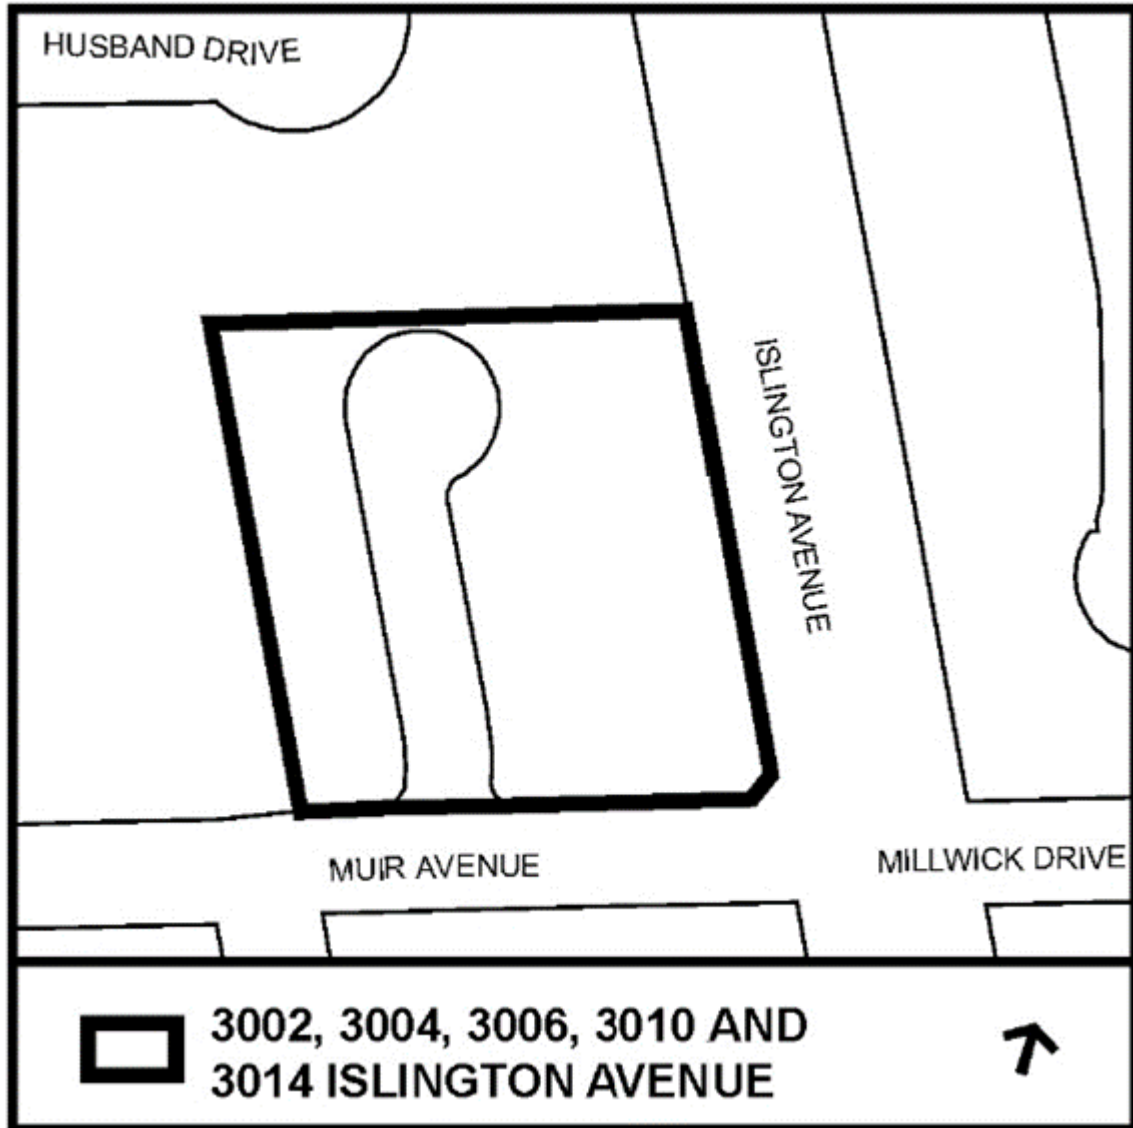 HUSBAND DRIVE
ISLINGTON AVENUE
MUIR AVENUE
MILLWICK DRIVE
3002, 3004, 3006, 3010 AND
3014 ISLINGTON AVENUE